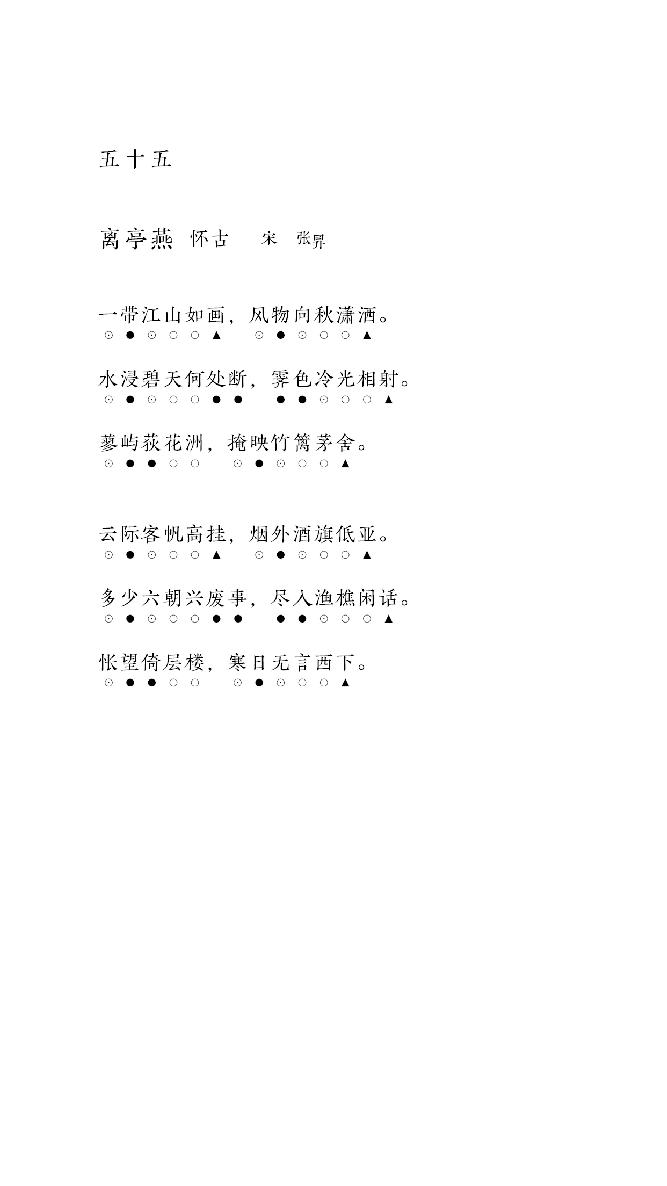 五十五
离亭燕 怀古 宋 张昇
一带江山如画，风物向秋潇洒。
⊙●⊙○○▲ ⊙●⊙○○▲
水浸碧天何处断，霁色冷光相射。
⊙●⊙○○●● ●●⊙○○▲
蓼屿荻花洲，掩映竹篱茅舍。
⊙●●○○ ⊙●⊙○○▲
云际客帆高挂，烟外酒旗低亚。
⊙●⊙○○▲ ⊙●⊙○○▲
多少六朝兴废事，尽入渔樵闲话。
⊙●⊙○○●● ●●⊙○○▲
怅望倚层楼，寒日无言西下。
⊙●●○○ ⊙●⊙○○▲